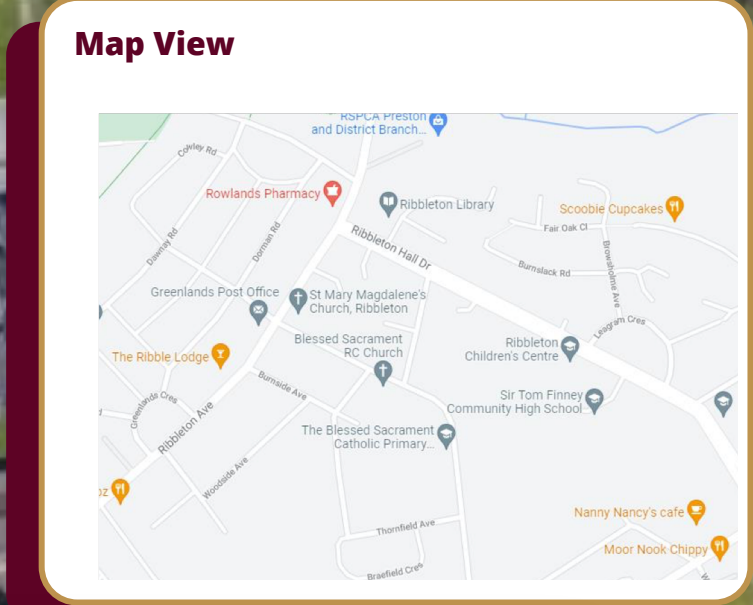 Map View
RSPCA Preston
and District Branch...
Cowley Rd
Rowlands Pharmacy
Ribbleton Library
Scoobie Cupcakes
Fair Oak Cl
Dorman Rd
Dawnay Rd
Ribbleton Hall Dr
Browsholme Ave
Burnslack Rd
Greenlands Post Office
St Mary Magdalene's
Church, Ribbleton
Leagram Cres
Blessed Sacrament
RC Church
Ribbleton
Children's Centre
The Ribble Lodge
Burnside Ave
Sir Tom Finney
Community High School
Greenlands Cres
Ribbleton Ave
The Blessed Sacrament
Catholic Primary...
Woodside Ave
oz
Nanny Nancy's cafe
Thornfield Ave
Moor Nook Chippy
Braefield Cres